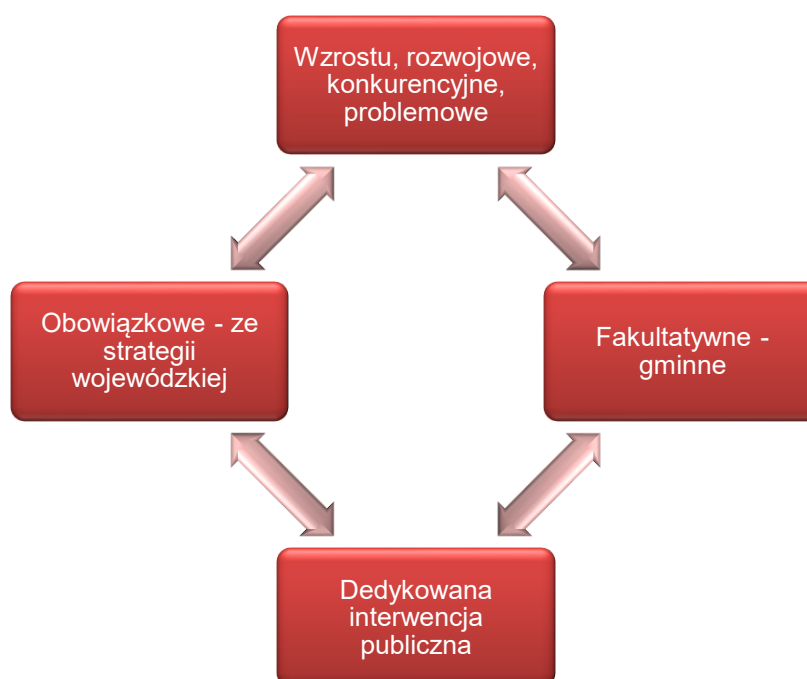 Wzrostu, rozwojowe,
konkurencyjne,
problemowe
Obowiązkowe - ze
strategii
wojewódzkiej
Fakultatywne -
gminne
Dedykowana
interwencja
publiczna